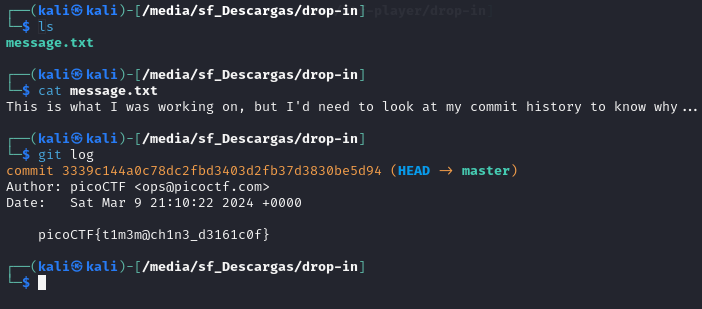 ┌──(kali㉿kali)-[/media/sf_Descargas/drop-in]-player/drop-in]
└─$ ls
message.txt
┌──(kali㉿kali)-[/media/sf_Descargas/drop-in]
└─$ cat message.txt
This is what I was working on, but I'd need to look at my commit history to know why...
┌──(kali㉿kali)-[/media/sf_Descargas/drop-in]
└─$ git log
commit 3339c144a0c78dc2fbd3403d2fb37d3830be5d94 (HEAD -> master)
Author: picoCTF <ops@picoctf.com>
Date:   Sat Mar 9 21:10:22 2024 +0000
    picoCTF{t1m3m@ch1n3_d3161c0f}
┌──(kali㉿kali)-[/media/sf_Descargas/drop-in]
└─$